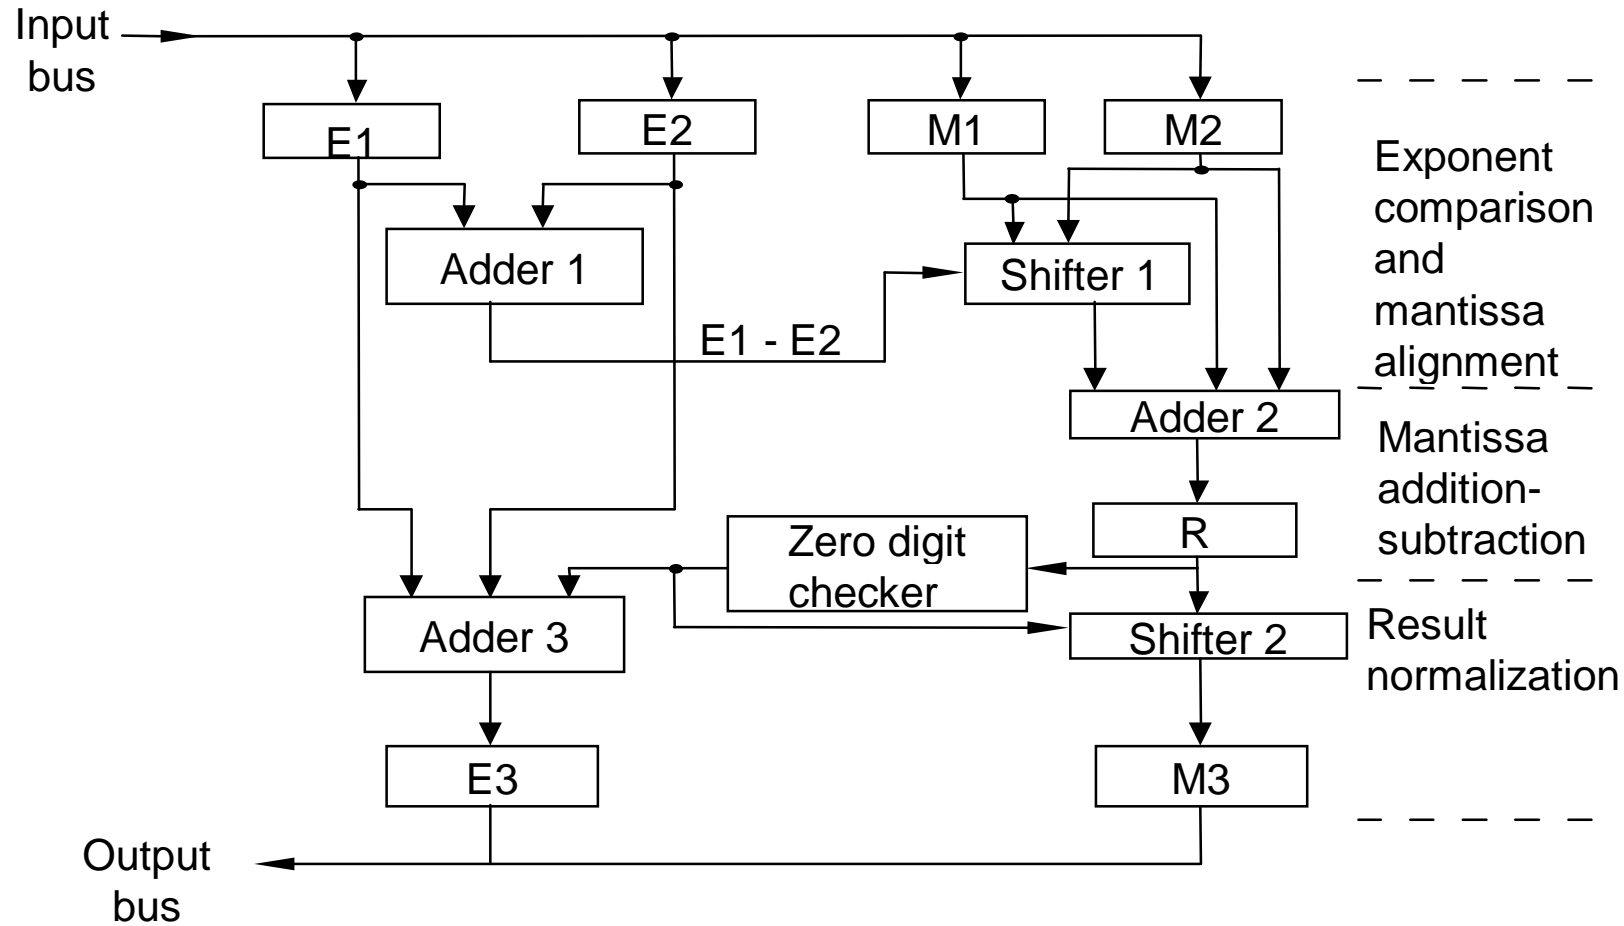 Input
bus
E1
E2
M1
M2
Adder 1
Shifter 1
E1 - E2
Exponent
comparison
and
mantissa
alignment
Adder 2
Mantissa
addition-
subtraction
R
Zero digit
checker
Adder 3
Shifter 2
Result
normalization
E3
M3
Output
bus